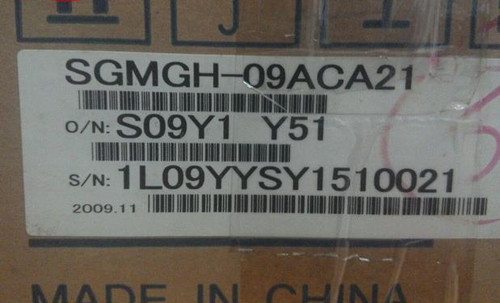 SGMGH-09ACA21
O/N: S09Y1 Y51
S/N: 1L09YYSY1510021
2009.11
MADE IN CHINA